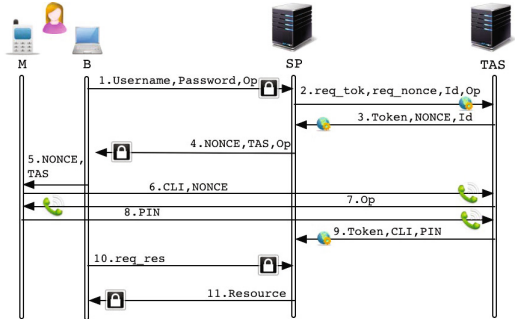 M B SP TAS
1.Username,Password,Op
2.req_tok,req_nonce,Id,Op
3.Token,NONCE,Id
4.NONCE,TAS,Op
5.NONCE,
TAS
6.CLI,NONCE
7.Op
8.PIN
9.Token,CLI,PIN
10.req_res
11.Resource